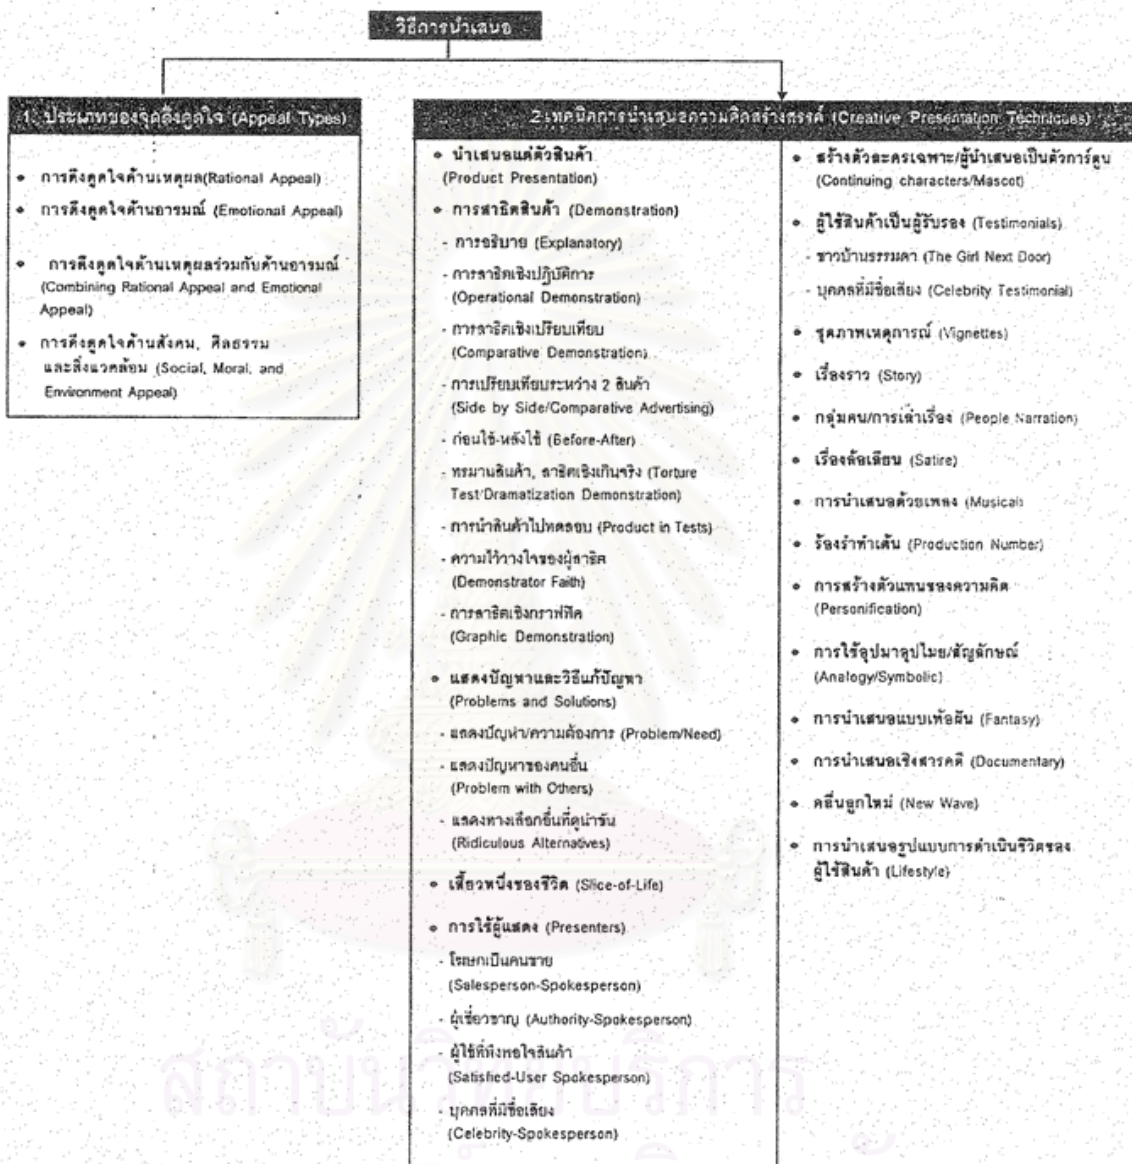 วิธีการนำเสนอ
1. ประเภทของจุดดึงดูดใจ (Appeal Types)
• การดึงดูดใจด้านเหตุผล(Rational Appeal)
• การดึงดูดใจด้านอารมณ์ (Emotional Appeal)
• การดึงดูดใจด้านเหตุผลร่วมกับด้านอารมณ์
(Combining Rational Appeal and Emotional
Appeal)
• การดึงดูดใจด้านสังคม, ศีลธรรม
และสิ่งแวดล้อม (Social, Moral, and
Environment Appeal)
2.เทคนิคการนำเสนอความคิดสร้างสรรค์ (Creative Presentation Techniques)
• นำเสนอแต่ตัวสินค้า
(Product Presentation)
• การสาธิตสินค้า (Demonstration)
- การอธิบาย (Explanatory)
- การสาธิตเชิงปฏิบัติการ
(Operational Demonstration)
- การสาธิตเชิงเปรียบเทียบ
(Comparative Demonstration)
- การเปรียบเทียบระหว่าง 2 สินค้า
(Side by Side/Comparative Advertising)
- ก่อนใช้-หลังใช้ (Before-After)
- ทรมานสินค้า, สาธิตเชิงเกินจริง (Torture
Test/Dramatization Demonstration)
- การนำสินค้าไปทดสอบ (Product in Tests)
- ความไว้วางใจของผู้สาธิต
(Demonstrator Faith)
- การสาธิตเชิงกราฟฟิค
(Graphic Demonstration)
• แสดงปัญหาและวิธีแก้ปัญหา
(Problems and Solutions)
- แสดงปัญหา/ความต้องการ (Problem/Need)
- แสดงปัญหาของคนอื่น
(Problem with Others)
- แสดงทางเลือกอื่นที่ดูน่าขัน
(Ridiculous Alternatives)
• เสี้ยวหนึ่งของชีวิต (Slice-of-Life)
• การใช้ผู้แสดง (Presenters)
- โฆษกเป็นคนขาย
(Salesperson-Spokesperson)
- ผู้เชี่ยวชาญ (Authority-Spokesperson)
- ผู้ใช้ที่พึงพอใจสินค้า
(Satisfied-User Spokesperson)
- บุคคลที่มีชื่อเสียง
(Celebrity-Spokesperson)
• สร้างตัวละครเฉพาะ/ผู้นำเสนอเป็นตัวการ์ตูน
(Continuing characters/Mascot)
• ผู้ใช้สินค้าเป็นผู้รับรอง (Testimonials)
- ชาวบ้านธรรมดา (The Girl Next Door)
- บุคคลที่มีชื่อเสียง (Celebrity Testimonial)
• ชุดภาพเหตุการณ์ (Vignettes)
• เรื่องราว (Story)
• กลุ่มคน/การเล่าเรื่อง (People Narration)
• เรื่องล้อเลียน (Satire)
• การนำเสนอด้วยเพลง (Musical)
• ร้องรำทำเต้น (Production Number)
• การสร้างตัวแทนของความคิด
(Personification)
• การใช้อุปมาอุปไมย/สัญลักษณ์
(Analogy/Symbolic)
• การนำเสนอแบบเพ้อฝัน (Fantasy)
• การนำเสนอเชิงสารคดี (Documentary)
• คลื่นลูกใหม่ (New Wave)
• การนำเสนอรูปแบบการดำเนินชีวิตของ
ผู้ใช้สินค้า (Lifestyle)
สถาบันวิทยบริการ